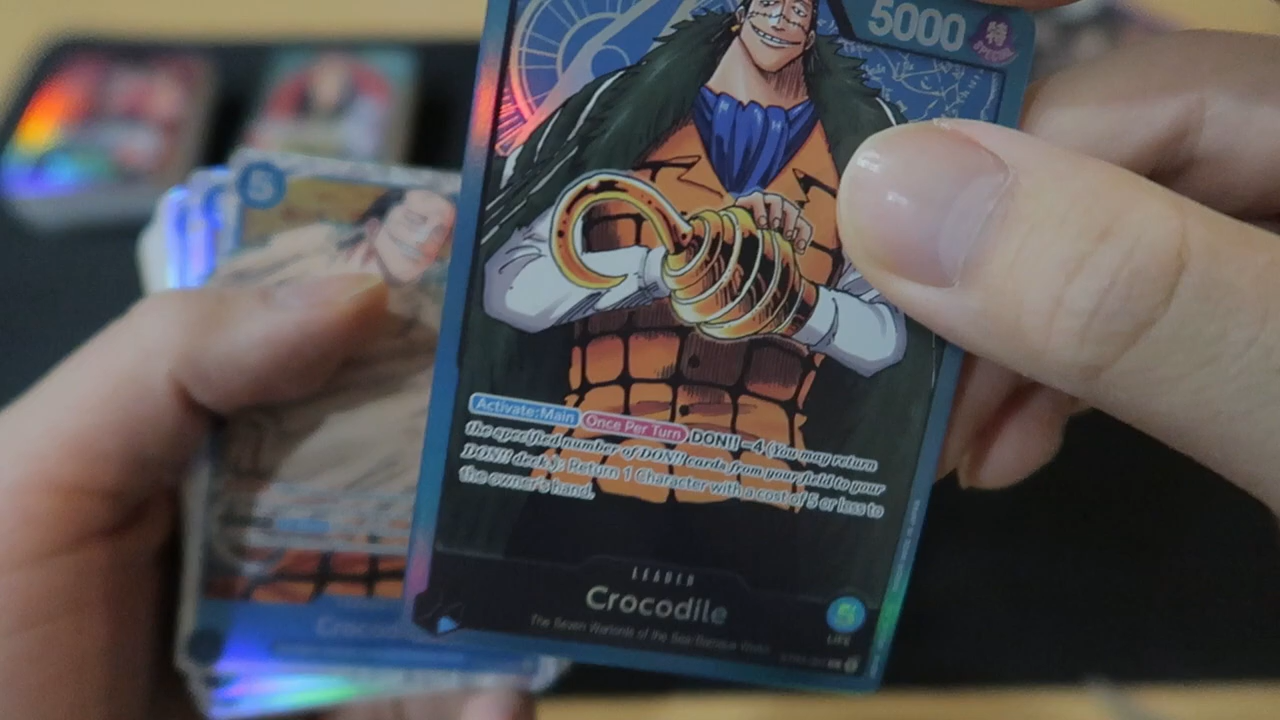 5000
特
5
Activate:Main Once Per Turn DON!! −4 (You may return
the specified number of DON!! cards from your field to your
DON!! deck.): Return 1 Character with a cost of 5 or less to
the owner's hand.
LEADER
Crocodile
The Seven Warlords of the Sea/Baroque Works
5
LIFE